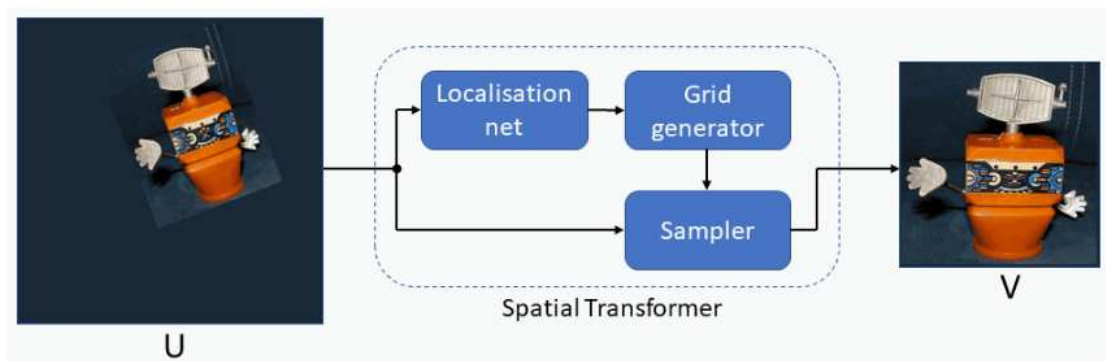 Localisation
net
Grid
generator
Sampler
Spatial Transformer
U
V